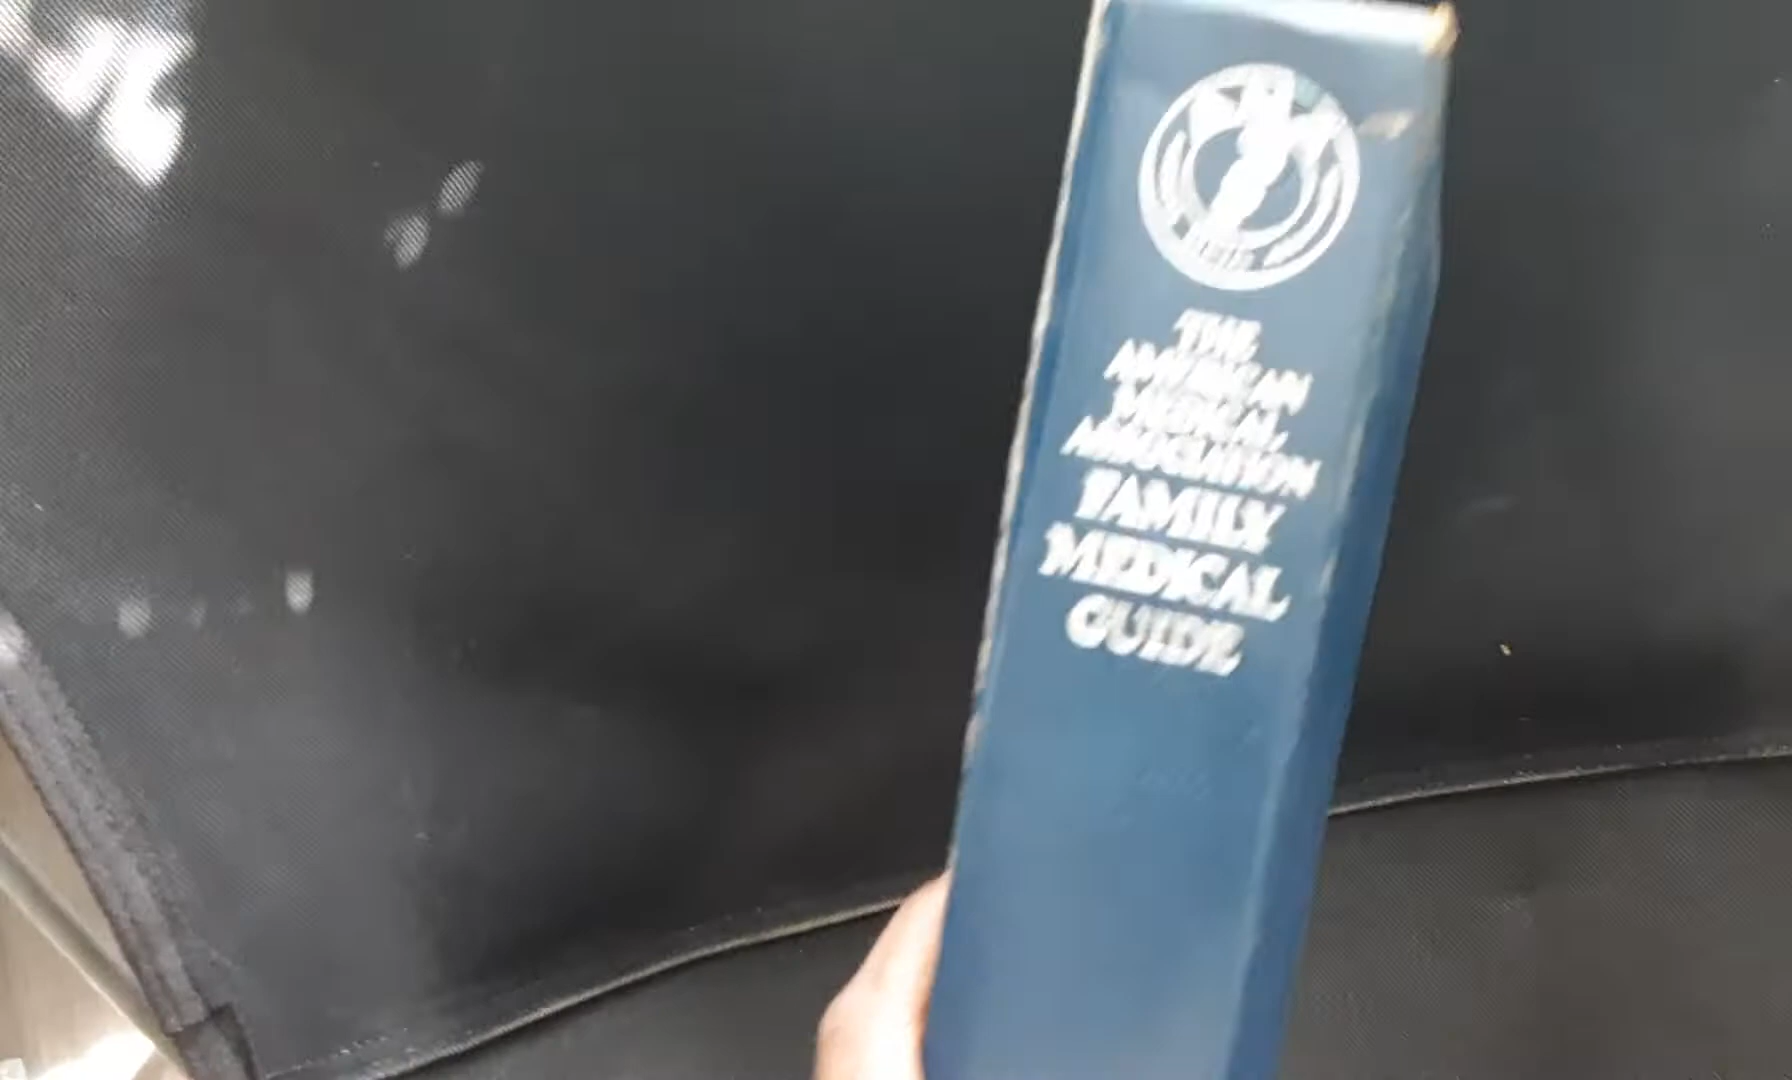 THE
AMERICAN
MEDICAL
ASSOCIATION
FAMILY
MEDICAL
GUIDE